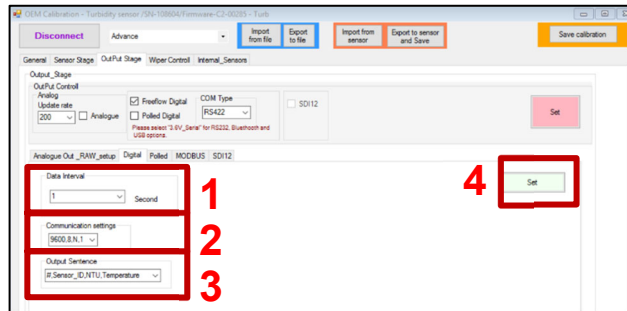 OEM Calibration - Turbidity sensor /SN-108604/Firmware-C2-00285 - Turb
Disconnect
Advance
Import from file
Export to file
Import from sensor
Export to sensor and Save
Save calibration
General Sensor Stage OutPut Stage Wiper Controll Internal_Sensors
Output_Stage
OutPut Controll
Analog
Update rate
200
Analogue
Freeflow Digital
Polled Digital
COM Type
RS422
Please select "3.6V_Serial" for RS232, Bluethooth and
USB options
SDI12
Set
Analogue Out _RAW_setup Digital Polled MODBUS SDI12
Data Interval
1
Second
1
Communication settings
9600,8,N,1
2
Output Sentence
#,Sensor_ID,NTU,Temperature
3
4
Set